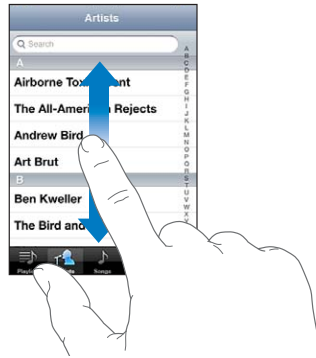 Artists
Search
A
Airborne Tox ent
The All-American Rejects
Andrew Bird
Art Brut
B
Ben Kweller
The Bird and
Songs
A
B
C
D
E
F
G
H
I
J
K
L
M
N
O
P
Q
R
S
T
U
V
W
X